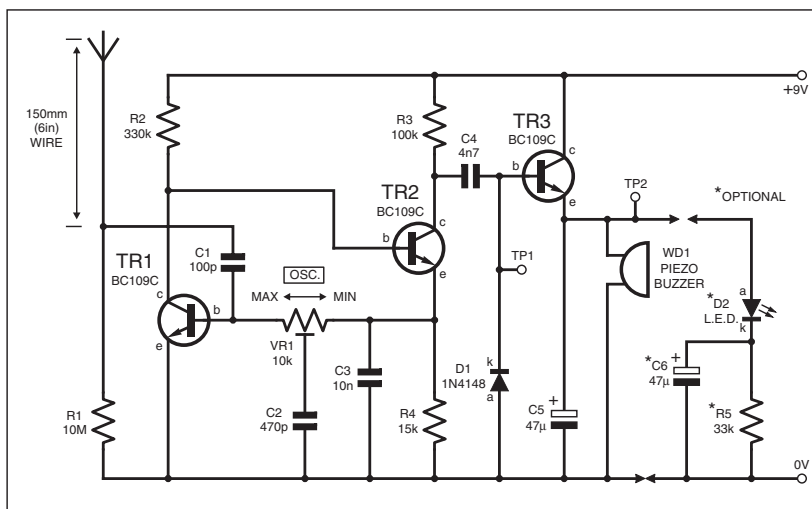 +9V
150mm
(6in)
WIRE
R2
330k
R3
100k
C4
4n7
TR3
BC109C
c
b
e
TP2
*OPTIONAL
TR2
BC109C
c
b
e
TP1
WD1
PIEZO
BUZZER
C1
100p
TR1
BC109C
c
b
e
OSC.
MAX
MIN
VR1
10k
a
*D2
L.E.D.
k
C3
10n
D1
1N4148
k
a
*C6
47µ
+
R1
10M
C2
470p
R4
15k
C5
47µ
+
*R5
33k
0V